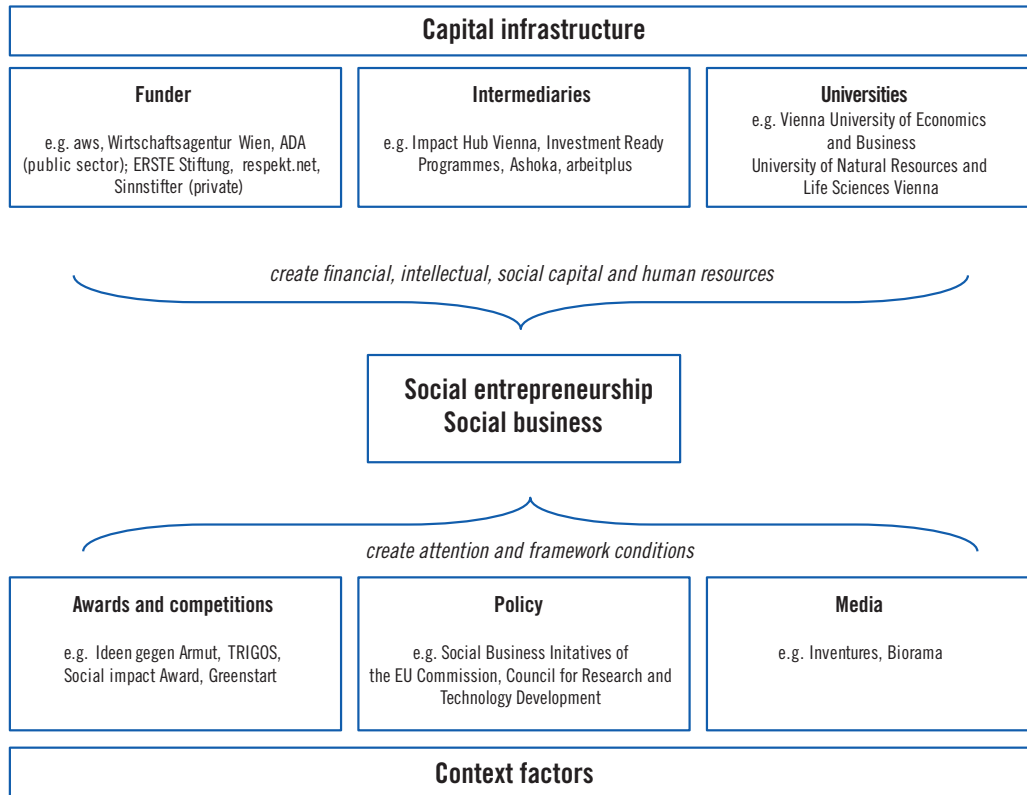 Capital infrastructure
Funder
e.g. aws, Wirtschaftsagentur Wien, ADA
(public sector); ERSTE Stiftung, respekt.net,
Sinnstifter (private)
Intermediaries
e.g. Impact Hub Vienna, Investment Ready
Programmes, Ashoka, arbeitplus
Universities
e.g. Vienna University of Economics
and Business
University of Natural Resources and
Life Sciences Vienna
create financial, intellectual, social capital and human resources
Social entrepreneurship
Social business
create attention and framework conditions
Awards and competitions
e.g. Ideen gegen Armut, TRIGOS,
Social impact Award, Greenstart
Policy
e.g. Social Business Initatives of
the EU Commission, Council for Research and
Technology Development
Media
e.g. Inventures, Biorama
Context factors